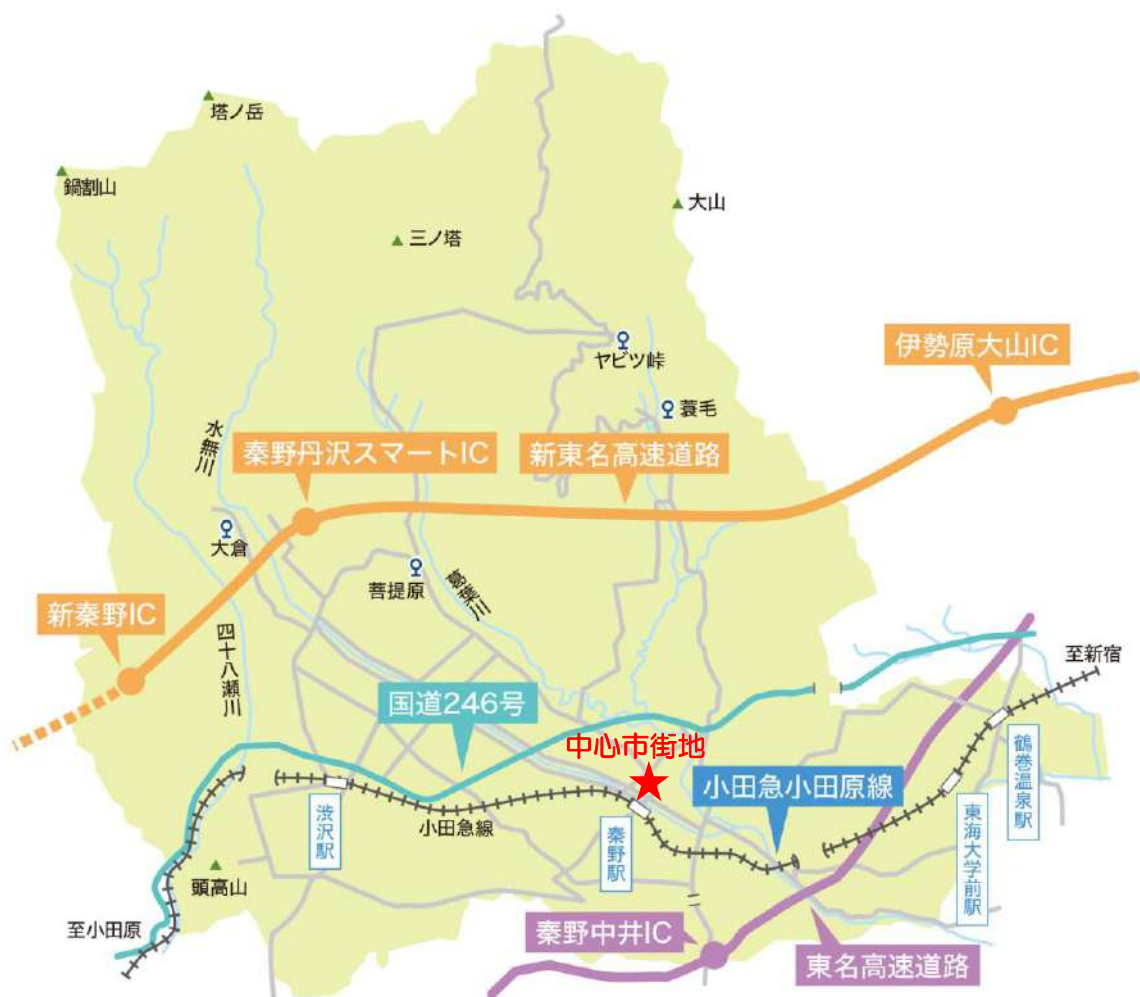 塔ノ岳
鍋割山
大山
三ノ塔
ヤビツ峠
伊勢原大山IC
蓑毛
水無川
秦野丹沢スマートIC
新東名高速道路
大倉
菩提原
葛葉川
新秦野IC
四十八瀬川
至新宿
国道246号
中心市街地
小田急小田原線
鶴巻温泉駅
東海大学前駅
渋沢駅
小田急線
秦野駅
頭高山
至小田原
秦野中井IC
東名高速道路